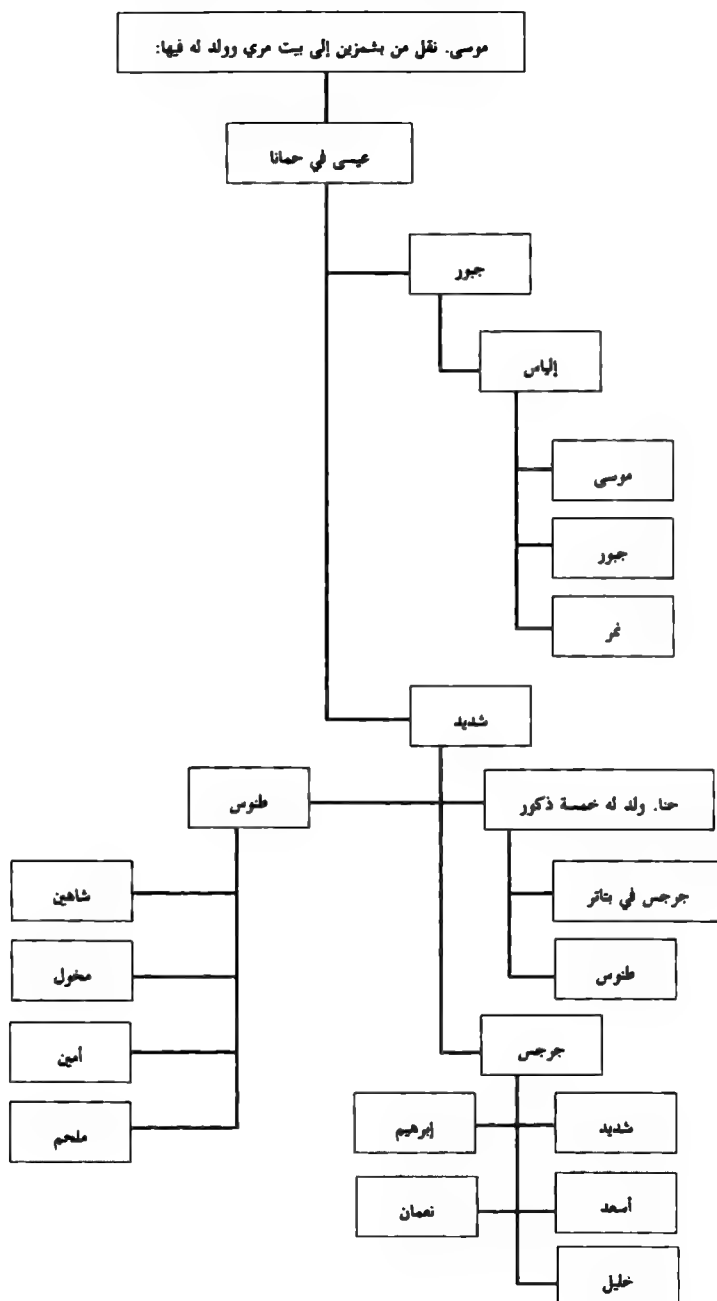 موسى. نقل من بشمزين إلى بيت مري وولد له فيها:
عيسى في حمانا
جبور
إلياس
موسى
جبور
نمر
شديد
حنا. ولد له خمسة ذكور
طنوس
جرجس في بتاتر
شاهين
طنوس
مخول
جرجس
أمين
شديد
إبرهيم
ملحم
أسعد
نعمان
خليل